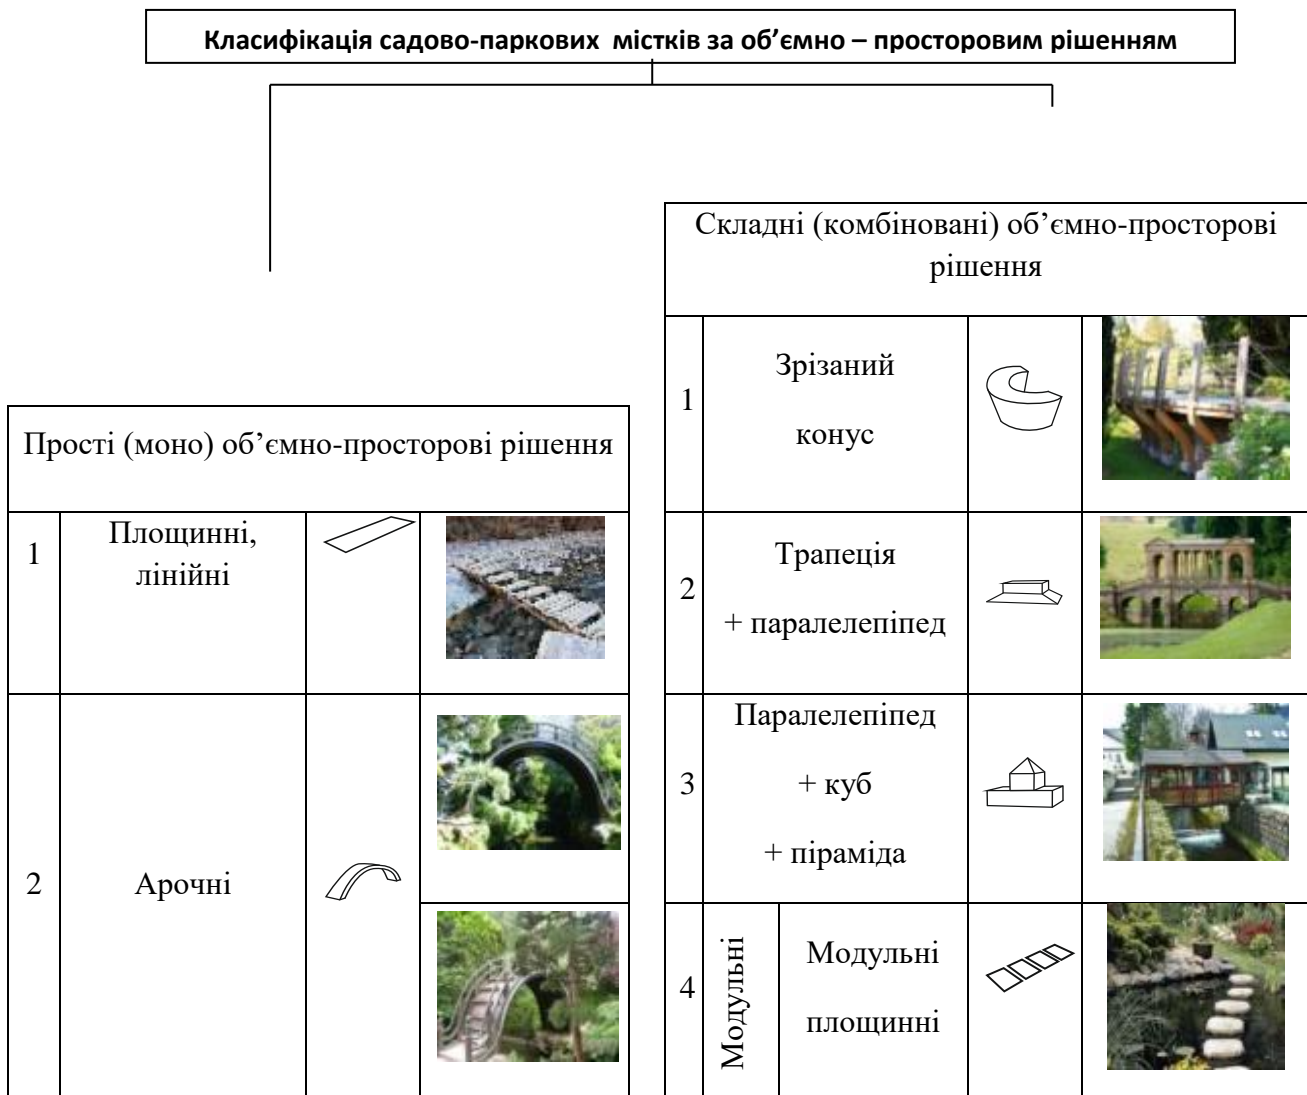 Класифікація садово-паркових містків за об’ємно – просторовим рішенням
Прості (моно) об’ємно-просторові рішення
1
Площинні,
лінійні
2
Арочні
Складні (комбіновані) об’ємно-просторові
рішення
1
Зрізаний
конус
2
Трапеція
+ паралелепіпед
3
Паралелепіпед
+ куб
+ піраміда
4
Модульні
Модульні
площинні